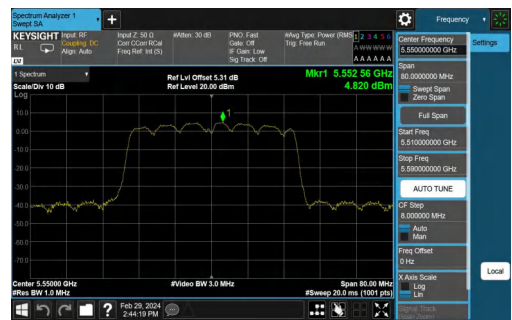 Spectrum Analyzer 1
Swept SA
+
Frequency
KEYSIGHT
RL
LV
Input: RF
Coupling: DC
Align: Auto
Input Z: 50 Ω
Corr CCorr RCal
Freq Ref: Int (S)
#Atten: 30 dB
PNO: Fast
Gate: Off
IF Gain: Low
Sig Track: Off
#Avg Type: Power (RMS
Trig: Free Run
1 2 3 4 5 6
A W W W W W
A A A A A A
1 Spectrum
Scale/Div 10 dB
Log
Ref Lvl Offset 5.31 dB
Ref Level 20.00 dBm
Mkr1 5.552 56 GHz
4.820 dBm
1
10.0
0.00
-10.0
-20.0
-30.0
-40.0
-50.0
-60.0
-70.0
Center 5.55000 GHz
#Res BW 1.0 MHz
#Video BW 3.0 MHz
Span 80.00 MHz
#Sweep 20.0 ms (1001 pts)
Center Frequency
5.550000000 GHz
Span
80.0000000 MHz
Swept Span
Zero Span
Full Span
Start Freq
5.510000000 GHz
Stop Freq
5.590000000 GHz
AUTO TUNE
CF Step
8.000000 MHz
Auto
Man
Freq Offset
0 Hz
X Axis Scale
Log
Lin
Signal Track
Settings
Local
?
Feb 29, 2024
2:44:19 PM